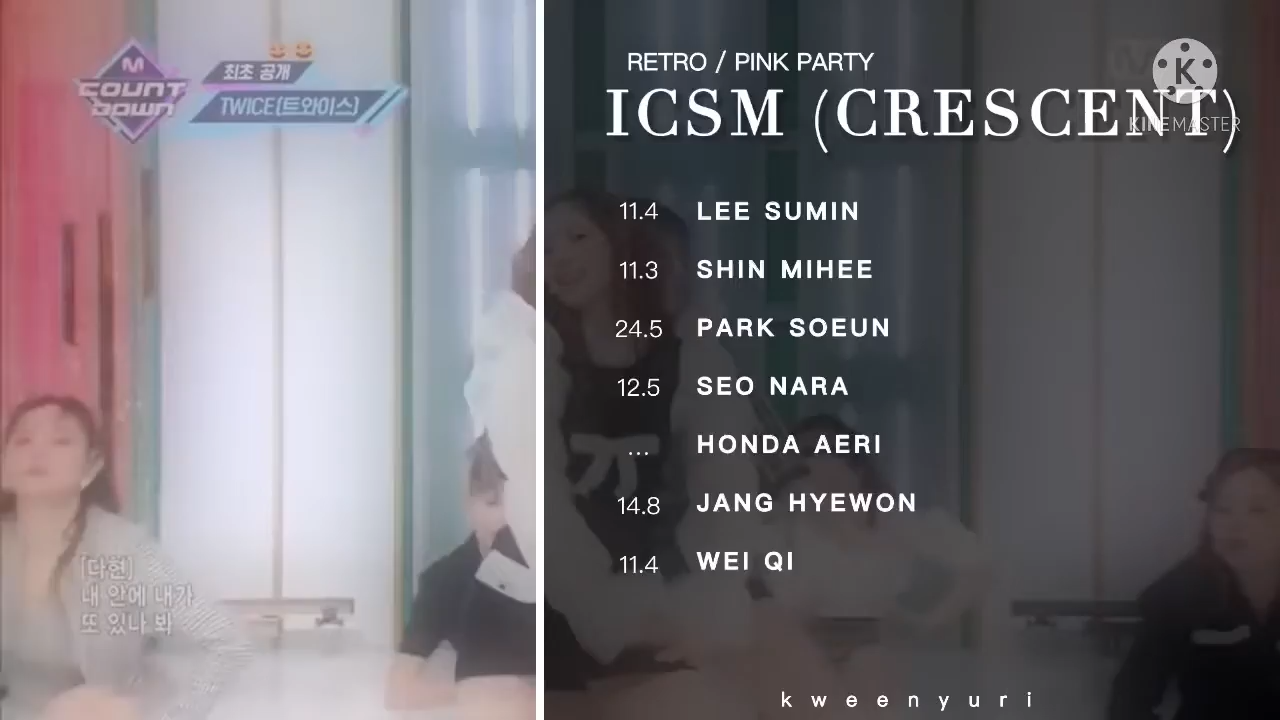 M
COUNT
DOWN
최초 공개
TWICE(트와이스)
[다현]
내 안에 내가
또 있나 봐
RETRO / PINK PARTY
ICSM (CRESCENT)
K
KINEMASTER
11.4 LEE SUMIN
11.3 SHIN MIHEE
24.5 PARK SOEUN
12.5 SEO NARA
... HONDA AERI
14.8 JANG HYEWON
11.4 WEI QI
kweenyuri